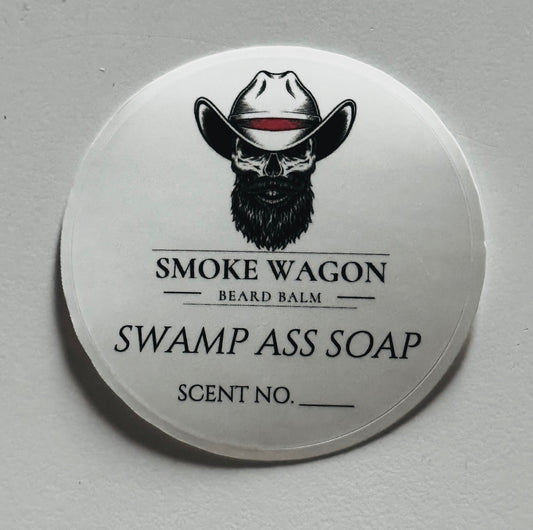 SMOKE WAGON
BEARD BALM
SWAMP ASS SOAP
SCENT NO. ____